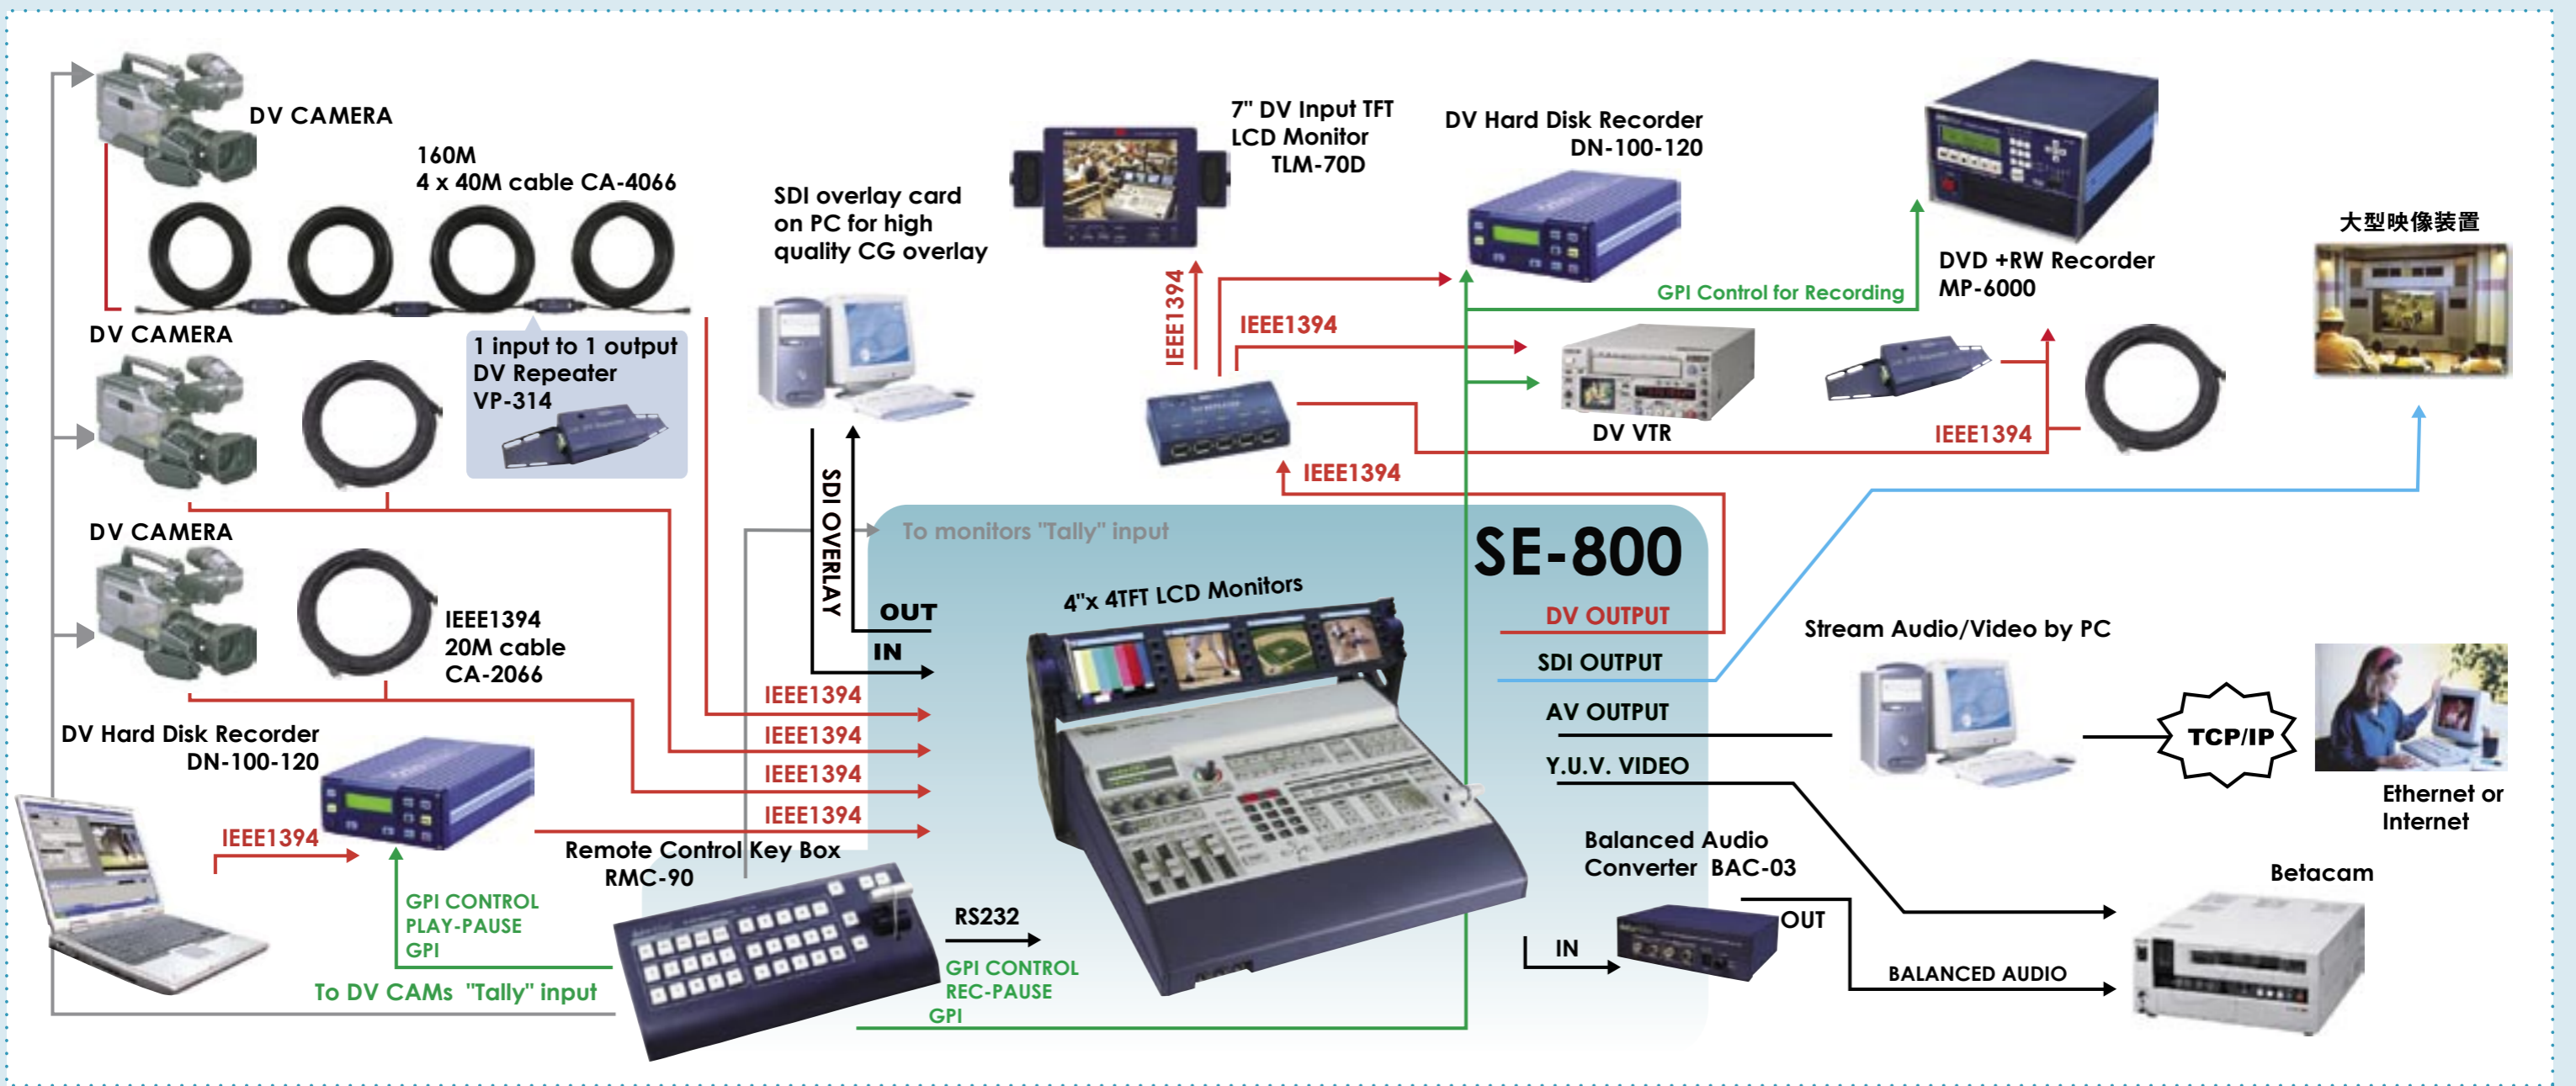 DV CAMERA
160M
4 x 40M cable CA-4066
DV CAMERA
1 input to 1 output
DV Repeater
VP-314
DV CAMERA
IEEE1394
20M cable
CA-2066
DV Hard Disk Recorder
DN-100-120
IEEE1394
GPI CONTROL
PLAY-PAUSE
GPI
To DV CAMs "Tally" input
Remote Control Key Box
RMC-90
SDI overlay card
on PC for high
quality CG overlay
SDI OVERLAY
To monitors "Tally" input
OUT
IN
IEEE1394
IEEE1394
IEEE1394
IEEE1394
RS232
GPI CONTROL
REC-PAUSE
GPI
7" DV Input TFT
LCD Monitor
TLM-70D
IEEE1394
IEEE1394
IEEE1394
DV Hard Disk Recorder
DN-100-120
GPI Control for Recording
DV VTR
DVD +RW Recorder
MP-6000
IEEE1394
大型映像装置
SE-800
4"x 4TFT LCD Monitors
DV OUTPUT
SDI OUTPUT
AV OUTPUT
Y.U.V. VIDEO
Stream Audio/Video by PC
TCP/IP
Ethernet or
Internet
Balanced Audio
Converter BAC-03
IN
OUT
BALANCED AUDIO
Betacam